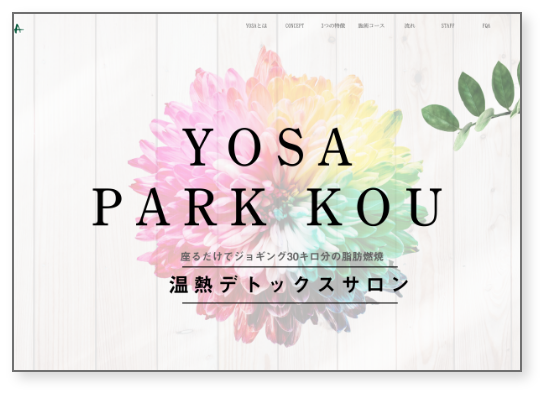 YOSAとは CONCEPT 3つの特徴 施術コース 流れ STAFF Q&A
YOSA
PARK KOU
座るだけでジョギング30キロ分の脂肪燃焼
温熱デトックスサロン